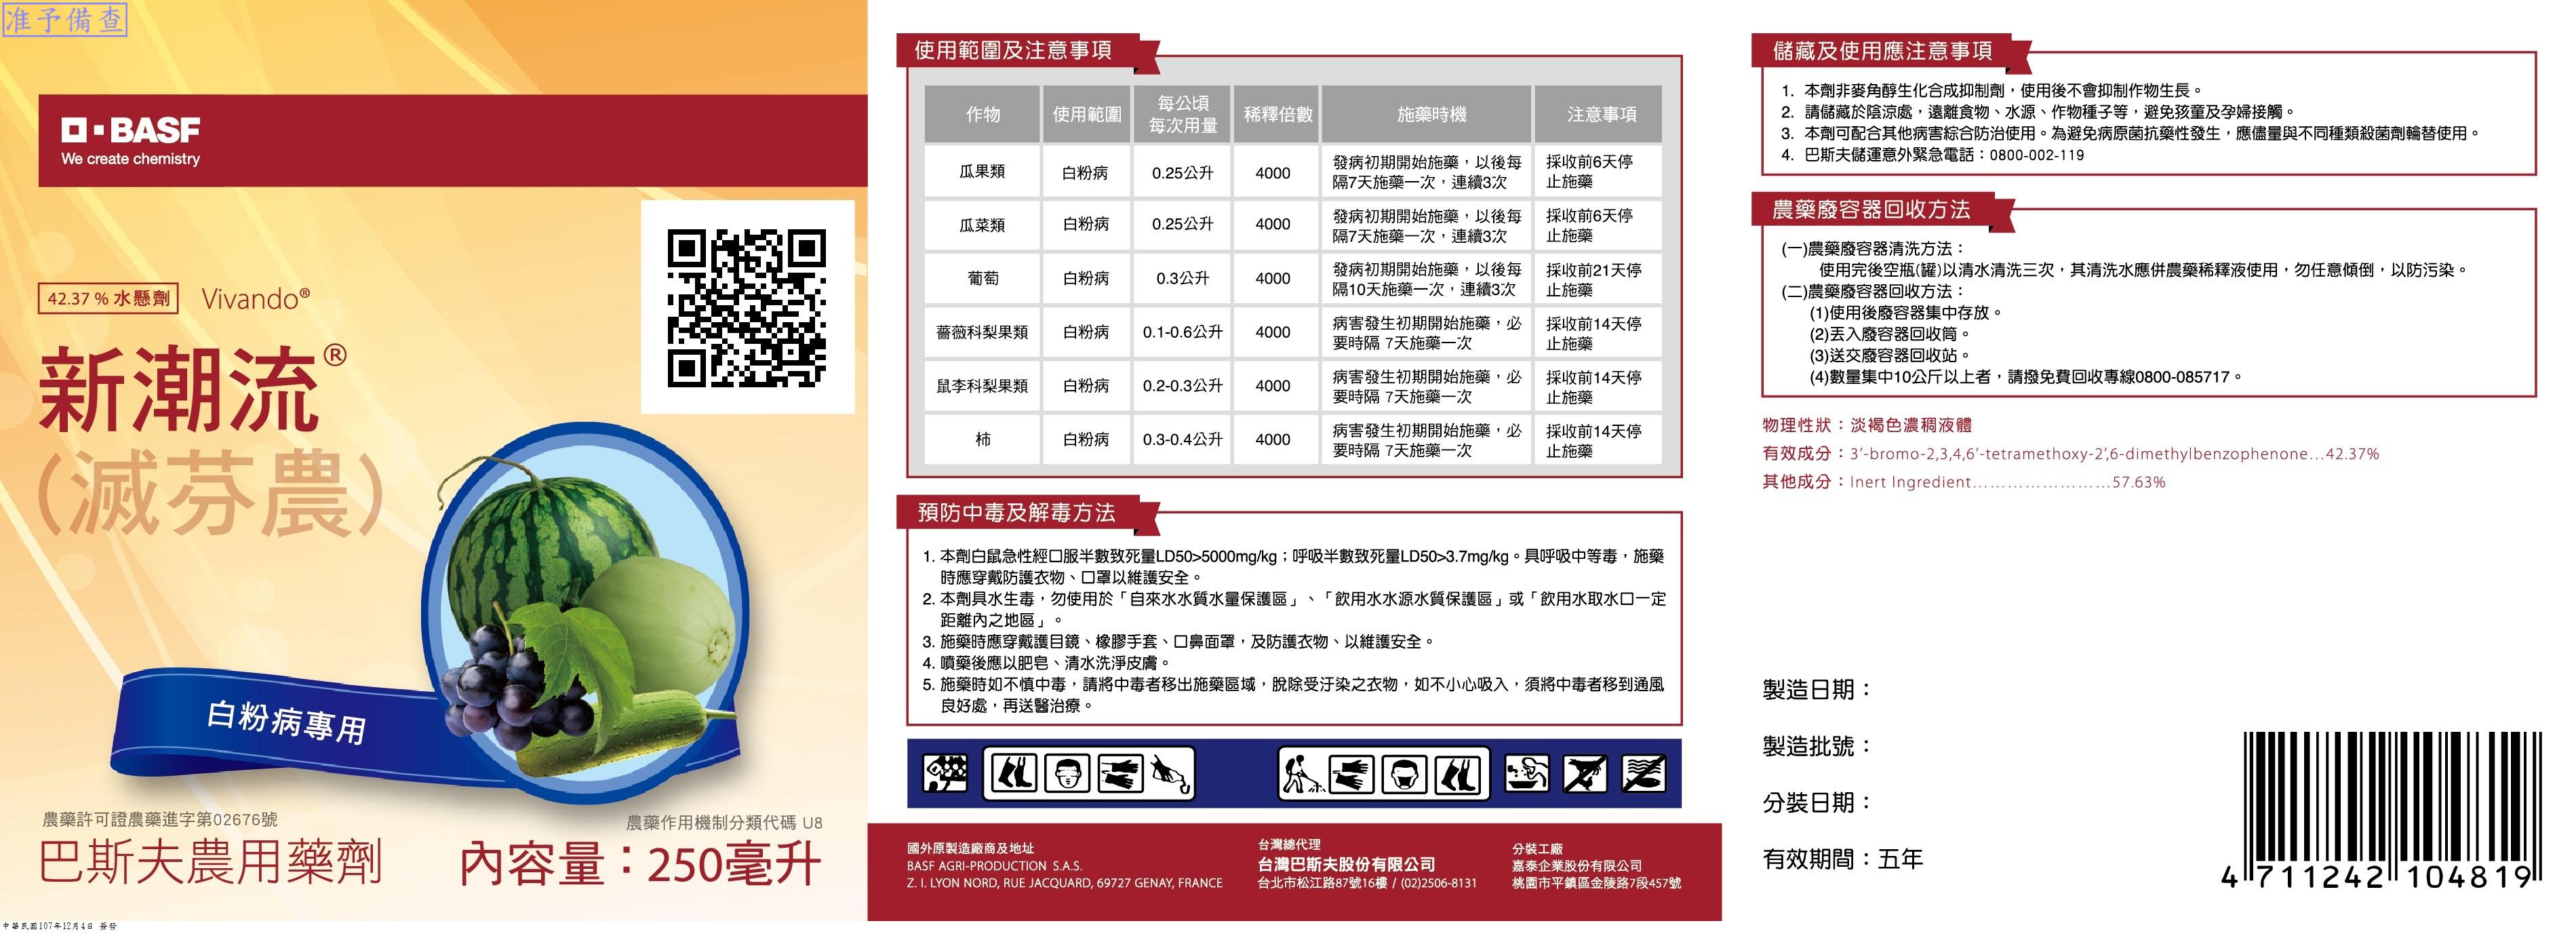 准予備查
BASF
We create chemistry
42.37 % 水懸劑 Vivando®
新潮流®
(滅芬農)
白粉病專用
農藥許可證農藥進字第02676號
農藥作用機制分類代碼 U8
巴斯夫農用藥劑
內容量：250毫升
中華民國107年12月4日 簽發
使用範圍及注意事項
作物 使用範圍 每公頃每次用量 稀釋倍數 施藥時機 注意事項
瓜果類 白粉病 0.25公升 4000 發病初期開始施藥，以後每隔7天施藥一次，連續3次 採收前6天停止施藥
瓜菜類 白粉病 0.25公升 4000 發病初期開始施藥，以後每隔7天施藥一次，連續3次 採收前6天停止施藥
葡萄 白粉病 0.3公升 4000 發病初期開始施藥，以後每隔10天施藥一次，連續3次 採收前21天停止施藥
薔薇科梨果類 白粉病 0.1-0.6公升 4000 病害發生初期開始施藥，必要時隔 7天施藥一次 採收前14天停止施藥
鼠李科梨果類 白粉病 0.2-0.3公升 4000 病害發生初期開始施藥，必要時隔 7天施藥一次 採收前14天停止施藥
柿 白粉病 0.3-0.4公升 4000 病害發生初期開始施藥，必要時隔 7天施藥一次 採收前14天停止施藥
預防中毒及解毒方法
1. 本劑白鼠急性經口服半數致死量LD50>5000mg/kg；呼吸半數致死量LD50>3.7mg/kg。具呼吸中等毒，施藥
時應穿戴防護衣物、口罩以維護安全。
2. 本劑具水生毒，勿使用於「自來水水質水量保護區」、「飲用水水源水質保護區」或「飲用水取水口一定
距離內之地區」。
3. 施藥時應穿戴護目鏡、橡膠手套、口鼻面罩，及防護衣物、以維護安全。
4. 噴藥後應以肥皂、清水洗淨皮膚。
5. 施藥時如不慎中毒，請將中毒者移出施藥區域，脫除受汙染之衣物，如不小心吸入，須將中毒者移到通風
良好處，再送醫治療。
國外原製造廠商及地址
BASF AGRI-PRODUCTION S.A.S.
Z. I. LYON NORD, RUE JACQUARD, 69727 GENAY, FRANCE
台灣總代理
台灣巴斯夫股份有限公司
台北市松江路87號16樓 / (02)2506-8131
分裝工廠
嘉泰企業股份有限公司
桃園市平鎮區金陵路7段457號
儲藏及使用應注意事項
1. 本劑非麥角醇生化合成抑制劑，使用後不會抑制作物生長。
2. 請儲藏於陰涼處，遠離食物、水源、作物種子等，避免孩童及孕婦接觸。
3. 本劑可配合其他病害綜合防治使用。為避免病原菌抗藥性發生，應儘量與不同種類殺菌劑輪替使用。
4. 巴斯夫儲運意外緊急電話：0800-002-119
農藥廢容器回收方法
(一)農藥廢容器清洗方法：
使用完後空瓶(罐)以清水清洗三次，其清洗水應併農藥稀釋液使用，勿任意傾倒，以防污染。
(二)農藥廢容器回收方法：
(1)使用後廢容器集中存放。
(2)丟入廢容器回收筒。
(3)送交廢容器回收站。
(4)數量集中10公斤以上者，請撥免費回收專線0800-085717。
物理性狀：淡褐色濃稠液體
有效成分：3’-bromo-2,3,4,6’-tetramethoxy-2’,6-dimethylbenzophenone...42.37%
其他成分：Inert Ingredient........................57.63%
製造日期：
製造批號：
分裝日期：
有效期間：五年
4 711242 104819